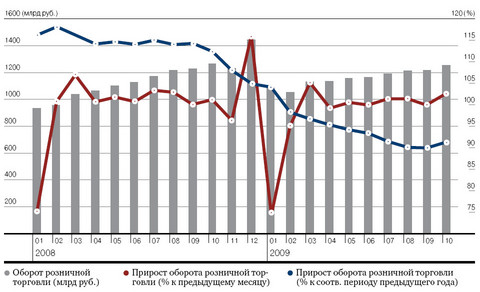 1600 (млрд руб.) 120 (%)
1400 115
1200 110
105
1000 100
800 95
600 90
85
400 80
200 75
01 02 03 04 05 06 07 08 09 10 11 12 01 02 03 04 05 06 07 08 09 10
2008 2009
Оборот розничной
торговли (млрд руб.)
Прирост оборота розничной тор-
говли (% к предыдущему месяцу)
Прирост оборота розничной торговли
(% к соотв. периоду предыдущего года)